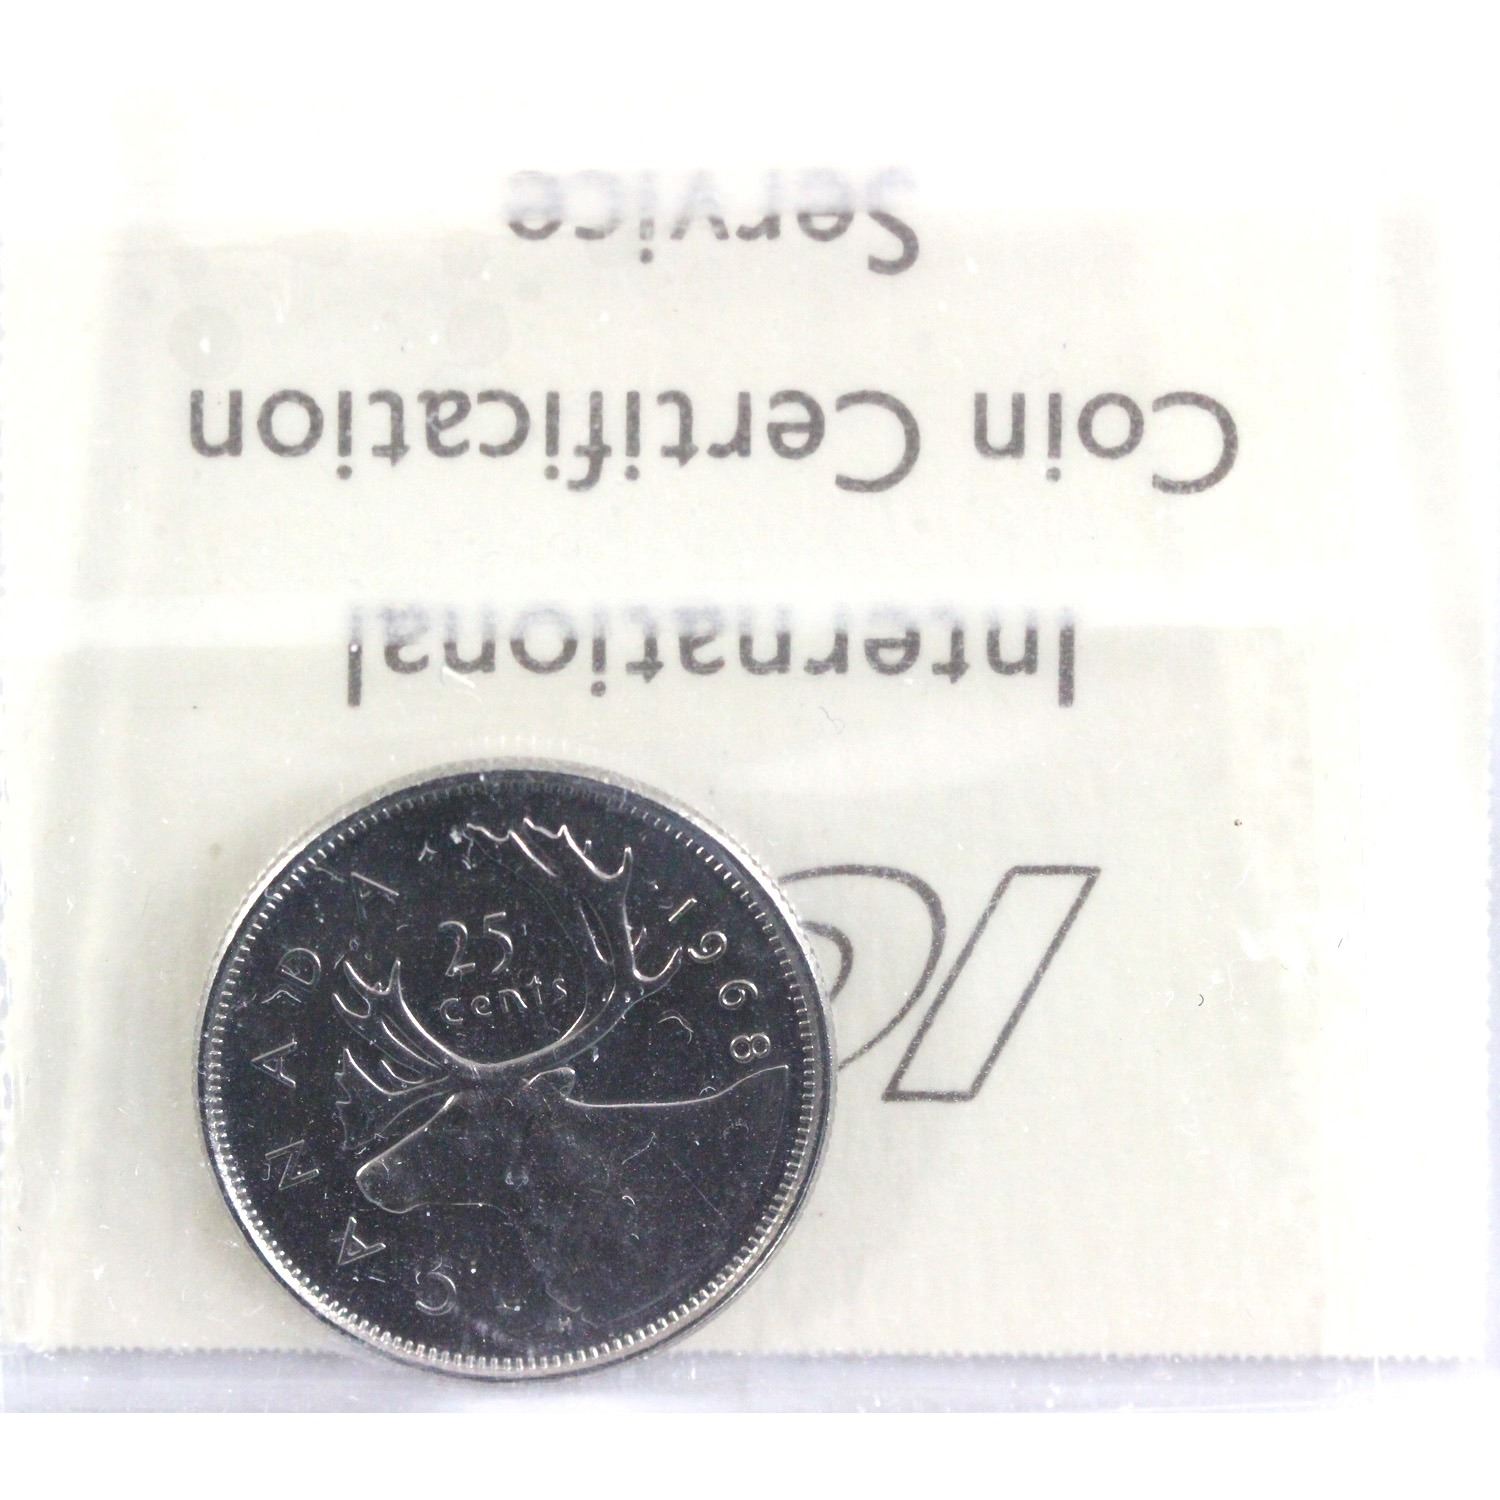 International
Coin Certification
Service
25
cents
CANADA
1968
H